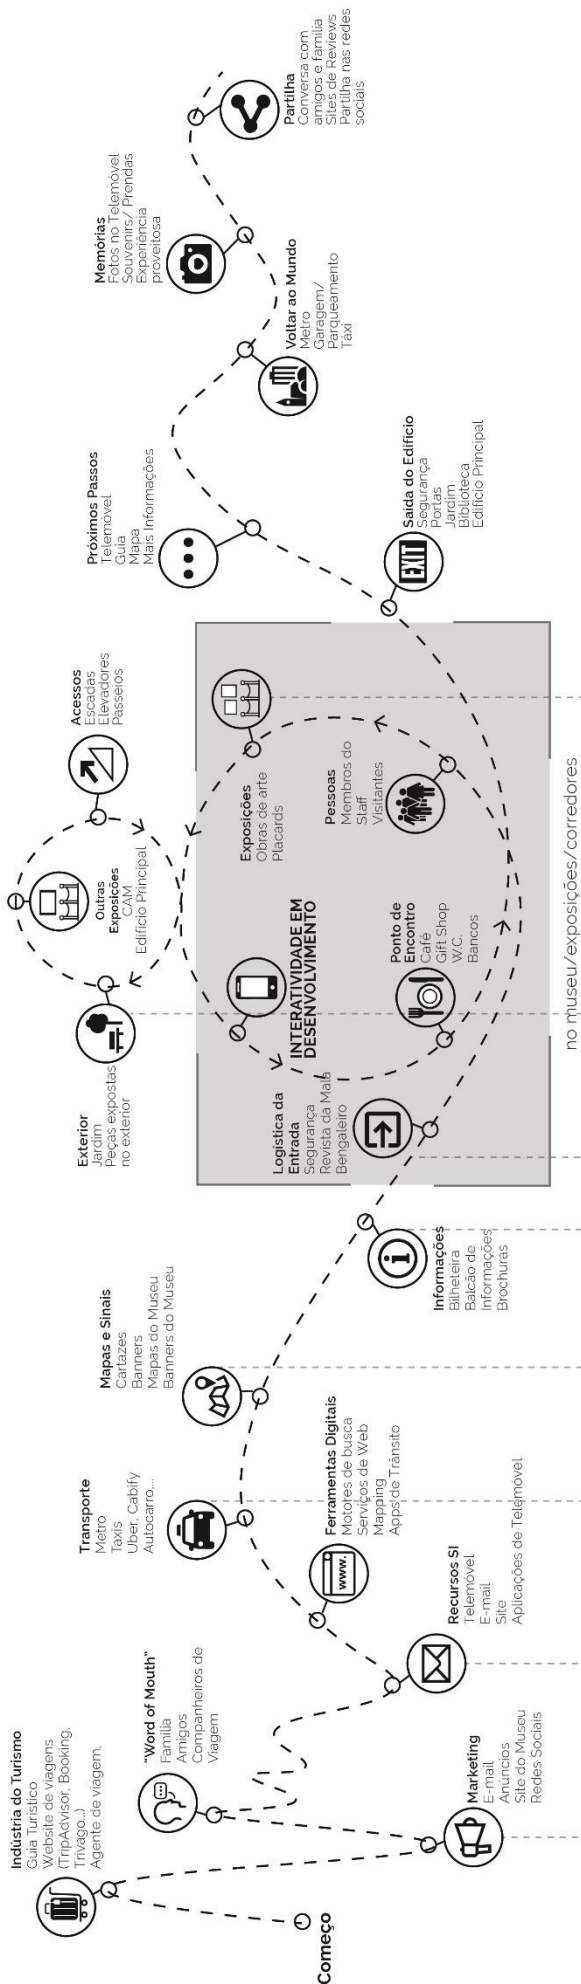 Começo
Indústria do Turismo
Guia Turístico
Website de viagens
(TripAdvisor, Booking,
Trivago...)
Agente de viagem,
Marketing
E-mail
Anúncios
Site do Museu
Redes Sociais
"Word of Mouth"
Família
Amigos
Companheiros de
Viagem
Recursos SI
Telemóvel
E-mail
Site
Aplicações de Telemóvel
Ferramentas Digitais
Motores de busca
Serviços de Web
Mapping
Apps de Trânsito
www.
Transporte
Metro
Taxis
Uber, Cabify
Autocarro,...
Mapas e Sinais
Cartazes
Banners
Mapas do Museu
Banners do Museu
Informações
Bilheteira
Balcão de
Informações
Brochuras
Logística da
Entrada
Segurança
Revista da Mala
Bengaleiro
Ponto de
Encontro
Café
Gift Shop
W.C.
Bancos
Pessoas
Membros do
Staff
Visitantes
Exposições
Obras de arte
Placards
INTERATIVIDADE EM
DESENVOLVIMENTO
Exterior
Jardim
Peças expostas
no exterior
Outras
Exposições
CAM
Edifício Principal
Acessos
Escadas
Elevadores
Passeios
no museu/exposições/corredores
Saída do Edifício
Segurança
Portas
Jardim
Biblioteca
Edifício Principal
EXIT
Próximos Passos
Telemóvel
Guia
Mapa
Mais Informações
Voltar ao Mundo
Metro
Garagem/
Parqueamento
Táxi
Memórias
Fotos no Telemóvel
Souvenirs/ Prendas
Experiência
proveitosa
Partilha
Conversa com
amigos e família
Sites de Reviews
Partilha nas redes
sociais